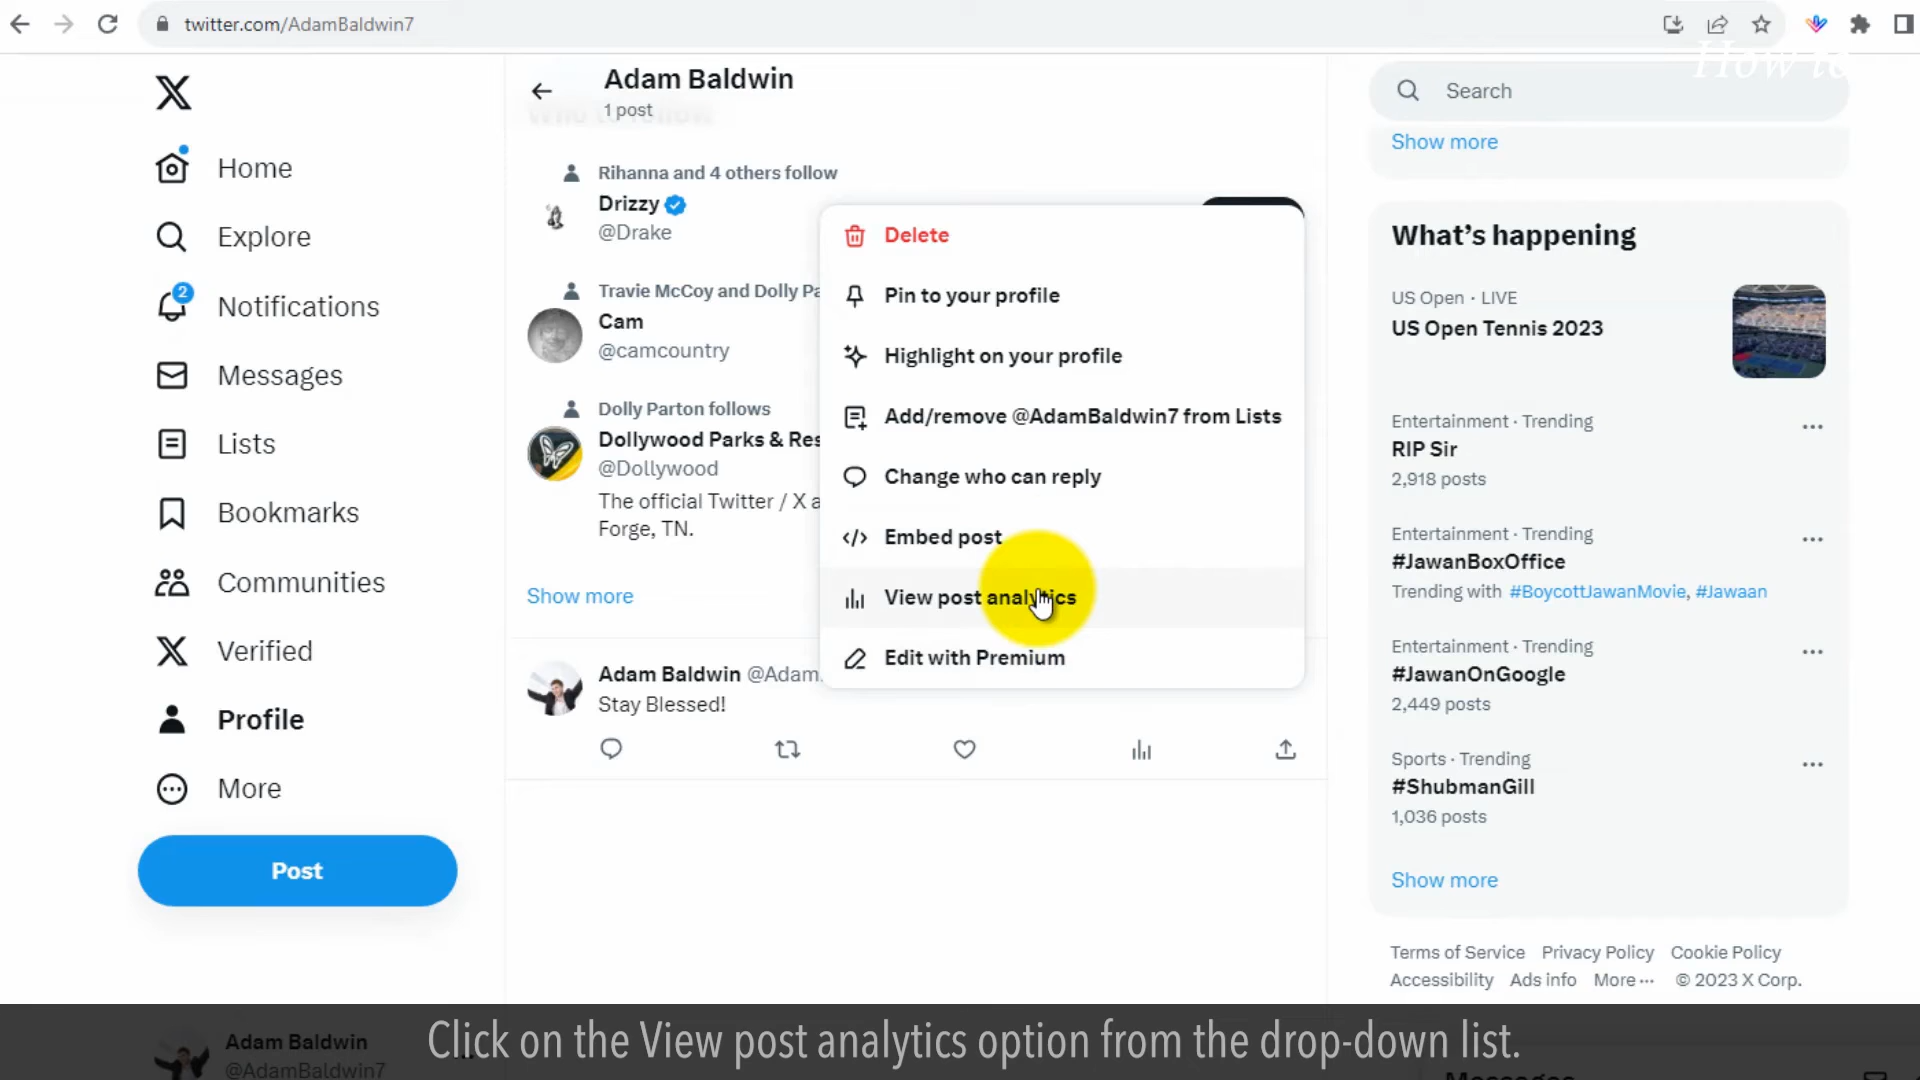 twitter.com/AdamBaldwin7
How to
Adam Baldwin
1 post
Who to follow
Search
Show more
Home
Explore
2
Notifications
Messages
Lists
Bookmarks
Communities
Verified
Profile
More
Post
Rihanna and 4 others follow
Drizzy
@Drake
Travie McCoy and Dolly Pa
Cam
@camcountry
Dolly Parton follows
Dollywood Parks & Res
@Dollywood
The official Twitter / X a
Forge, TN.
Show more
Delete
Pin to your profile
Highlight on your profile
Add/remove @AdamBaldwin7 from Lists
Change who can reply
Embed post
View post analytics
Edit with Premium
Adam Baldwin @Adam
Stay Blessed!
What's happening
US Open · LIVE
US Open Tennis 2023
Entertainment · Trending
RIP Sir
2,918 posts
Entertainment · Trending
#JawanBoxOffice
Trending with #BoycottJawanMovie, #Jawaan
Entertainment · Trending
#JawanOnGoogle
2,449 posts
Sports · Trending
#ShubmanGill
1,036 posts
Show more
Terms of Service Privacy Policy Cookie Policy
Accessibility Ads info More ··· © 2023 X Corp.
Adam Baldwin
@AdamBaldwin7
Click on the View post analytics option from the drop-down list.
Messages